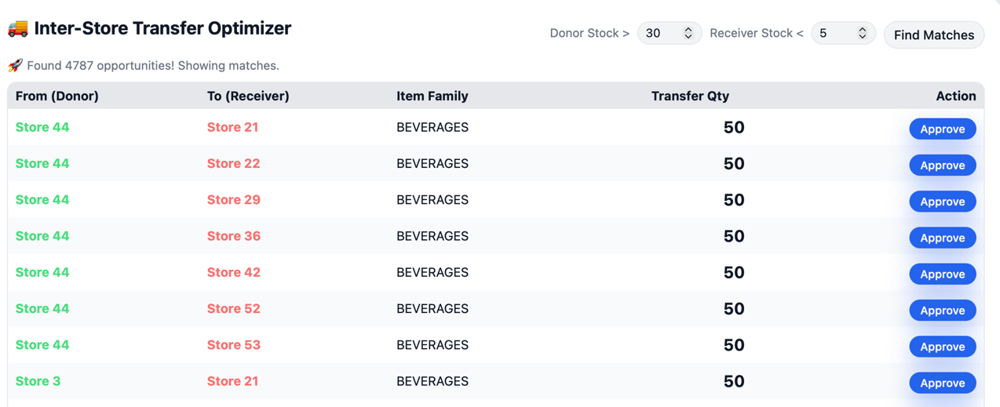 🚚 Inter-Store Transfer Optimizer
Donor Stock > 30 Receiver Stock < 5 Find Matches
🚀 Found 4787 opportunities! Showing matches.
From (Donor) To (Receiver) Item Family Transfer Qty Action
Store 44 Store 21 BEVERAGES 50 Approve
Store 44 Store 22 BEVERAGES 50 Approve
Store 44 Store 29 BEVERAGES 50 Approve
Store 44 Store 36 BEVERAGES 50 Approve
Store 44 Store 42 BEVERAGES 50 Approve
Store 44 Store 52 BEVERAGES 50 Approve
Store 44 Store 53 BEVERAGES 50 Approve
Store 3 Store 21 BEVERAGES 50 Approve